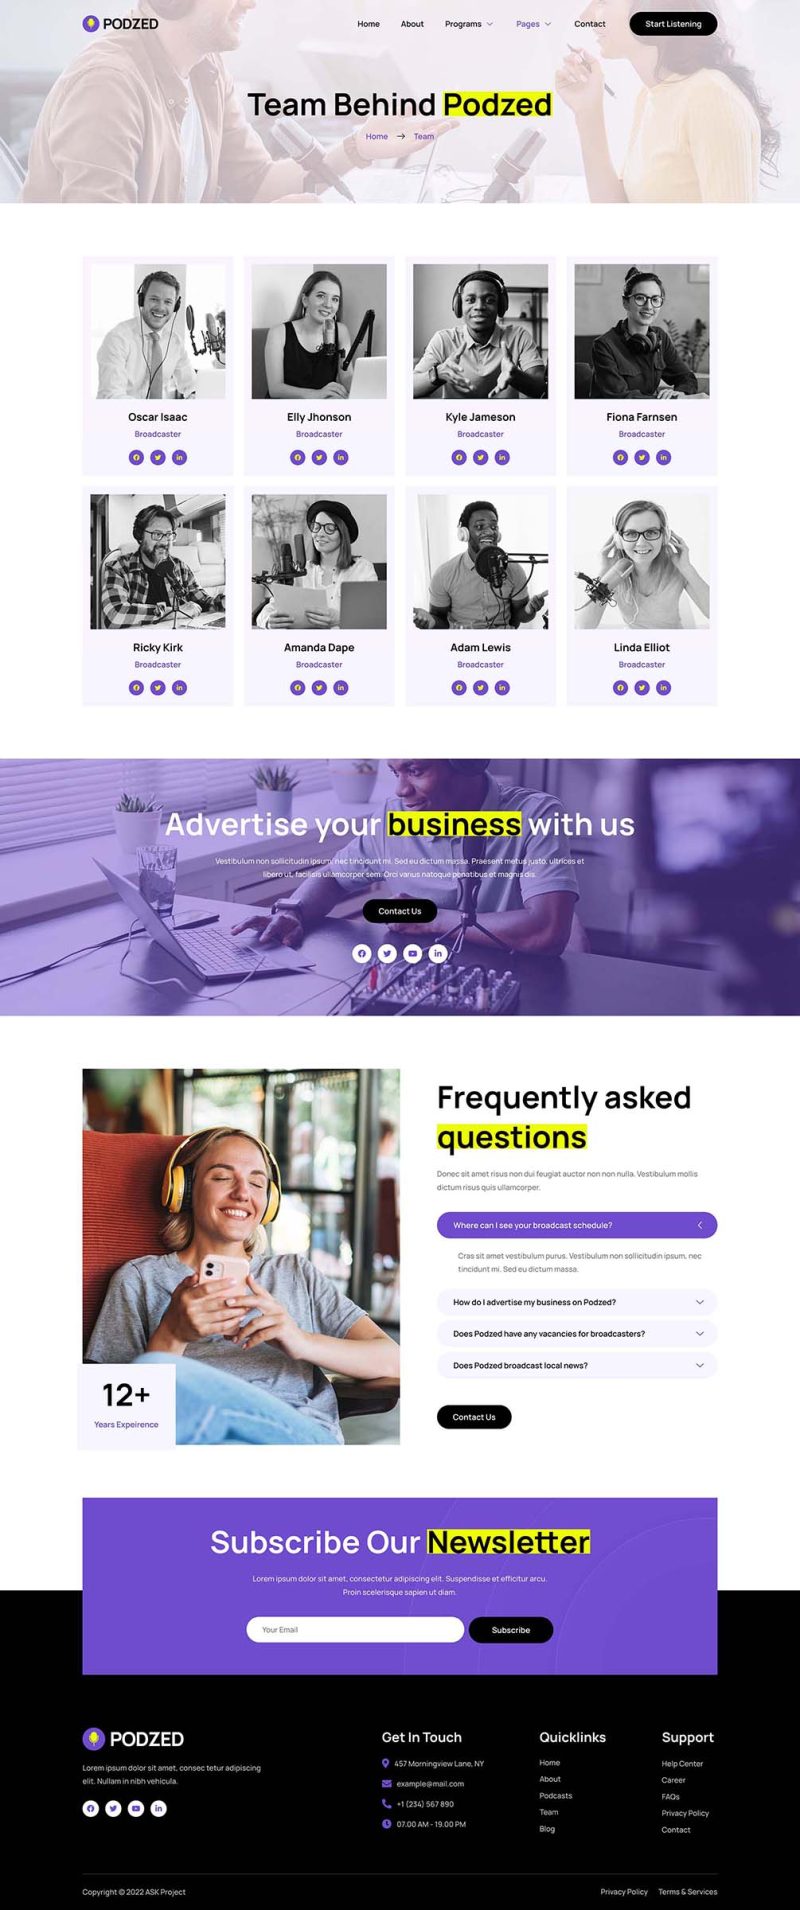 PODZED
Home About Programs Pages Contact Start Listening
Team Behind Podzed
Home → Team
Oscar Isaac Elly Jhonson Kyle Jameson Fiona Farnsen
Broadcaster Broadcaster Broadcaster Broadcaster
Ricky Kirk Amanda Dape Adam Lewis Linda Elliot
Broadcaster Broadcaster Broadcaster Broadcaster
Advertise your business with us
Vestibulum non sollicitudin ipsum, nec tincidunt mi. Sed eu dictum massa. Praesent metus justo, ultrices et
libero ut, facilisis ullamcorper sem. Orci varius natoque penatibus et magnis dis.
Contact Us
Frequently asked
questions
Donec sit amet risus non dui feugiat auctor non non nulla. Vestibulum mollis
dictum risus quis ullamcorper.
Where can I see your broadcast schedule?
Cras sit amet vestibulum purus. Vestibulum non sollicitudin ipsum, nec
tincidunt mi. Sed eu dictum massa.
How do I advertise my business on Podzed?
Does Podzed have any vacancies for broadcasters?
Does Podzed broadcast local news?
Contact Us
12+
Years Expeirence
Subscribe Our Newsletter
Lorem ipsum dolor sit amet, consectetur adipiscing elit. Suspendisse et efficitur arcu.
Proin scelerisque sapien ut diam.
Your Email Subscribe
PODZED
Lorem ipsum dolor sit amet, consec tetur adipiscing
elit. Nullam in nibh vehicula.
Get In Touch
457 Morningview Lane, NY
example@mail.com
+1 (234) 567 890
07.00 AM - 19.00 PM
Quicklinks
Home
About
Podcasts
Team
Blog
Support
Help Center
Career
FAQs
Privacy Policy
Contact
Copyright © 2022 ASK Project
Privacy Policy Terms & Services